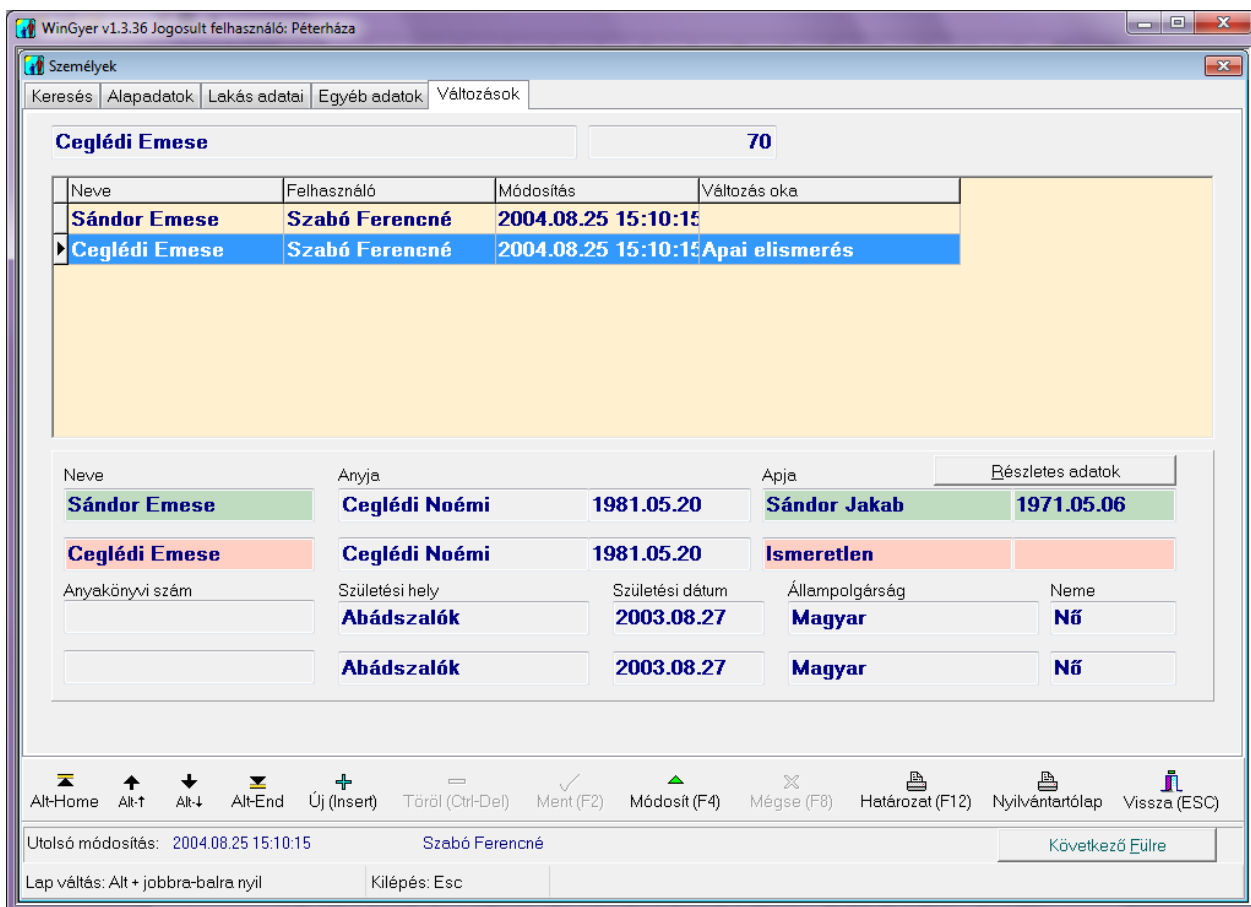 WinGyer v1.3.36 Jogosult felhasználó: Péterháza
Személyek
Keresés Alapadatok Lakás adatai Egyéb adatok Változások
Ceglédi Emese 70
Neve Felhasználó Módosítás Változás oka
Sándor Emese Szabó Ferencné 2004.08.25 15:10:15
Ceglédi Emese Szabó Ferencné 2004.08.25 15:10:15 Apai elismerés
Neve Anyja Apja Részletes adatok
Sándor Emese Ceglédi Noémi 1981.05.20 Sándor Jakab 1971.05.06
Ceglédi Emese Ceglédi Noémi 1981.05.20 Ismeretlen
Anyakönyvi szám Születési hely Születési dátum Állampolgárság Neme
Abádszalók 2003.08.27 Magyar Nő
Abádszalók 2003.08.27 Magyar Nő
Alt-Home Alt-↑ Alt-↓ Alt-End Új (Insert) Töröl (Ctrl-Del) Ment (F2) Módosít (F4) Mégse (F8) Határozat (F12) Nyilvántartólap Vissza (ESC)
Utolsó módosítás: 2004.08.25 15:10:15 Szabó Ferencné Következő Fülre
Lap váltás: Alt + jobbra-balra nyil Kilépés: Esc